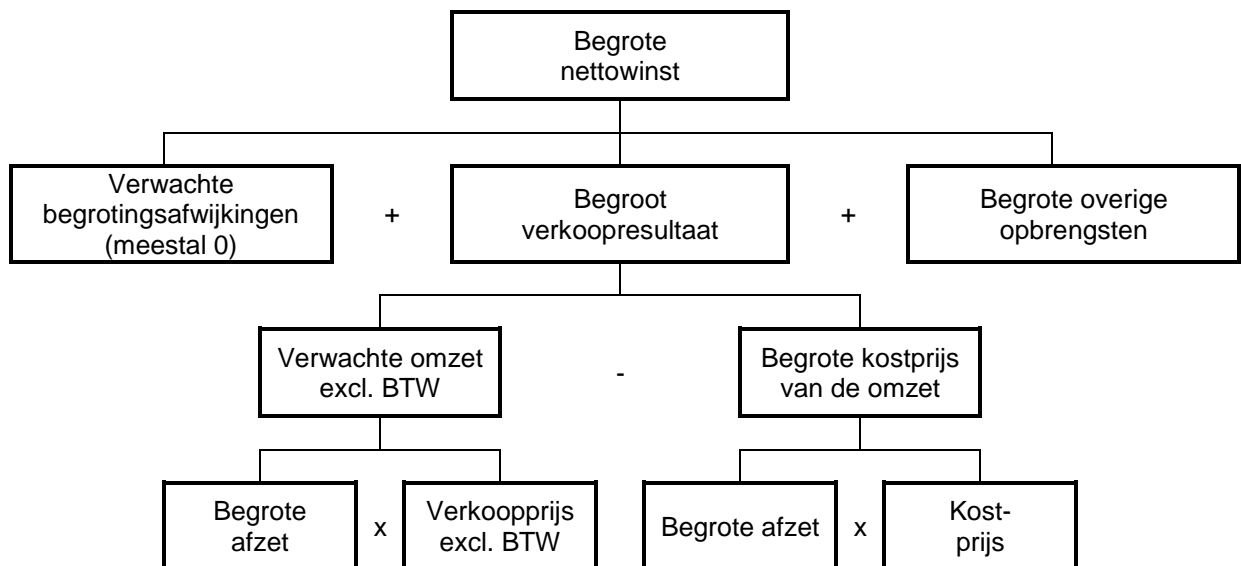 Begrote
nettowinst
Verwachte
begrotingsafwijkingen
(meestal 0)
+
Begroot
verkoopresultaat
+
Begrote overige
opbrengsten
Verwachte omzet
excl. BTW
-
Begrote kostprijs
van de omzet
Begrote
afzet
x
Verkoopprijs
excl. BTW
Begrote afzet
x
Kost-
prijs